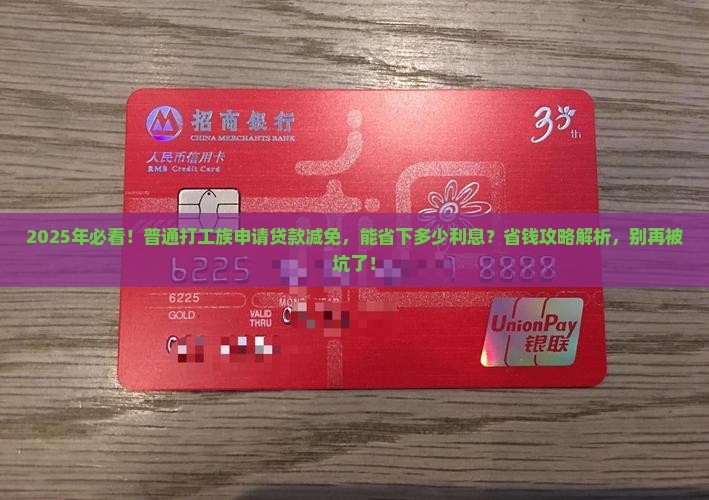 招商银行
CHINA MERCHANTS BANK
30th
人民币信用卡
RMB Credit Card
2025年必看！普通打工族申请贷款减免，能省下多少利息？省钱攻略解析，别再被
坑了！
6225 8888
6225
GOLD
VALID
THRU
MONTH YEAR
UnionPay
银联